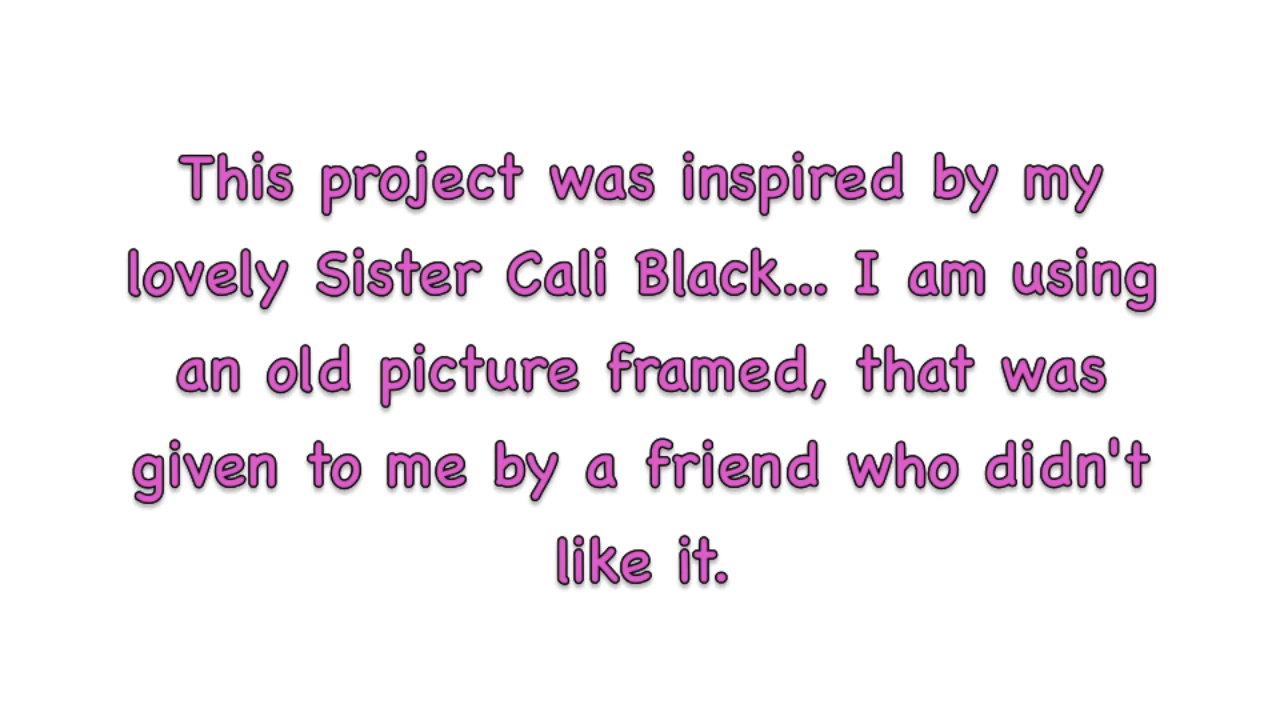 This project was inspired by my
lovely Sister Cali Black... I am using
an old picture framed, that was
given to me by a friend who didn't
like it.